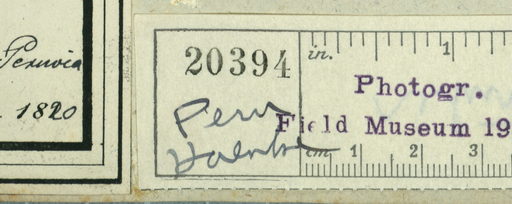 Peruvia
1820
20394
Peru
in. 1
Photogr.
Field Museum 19
cm 1 2 3